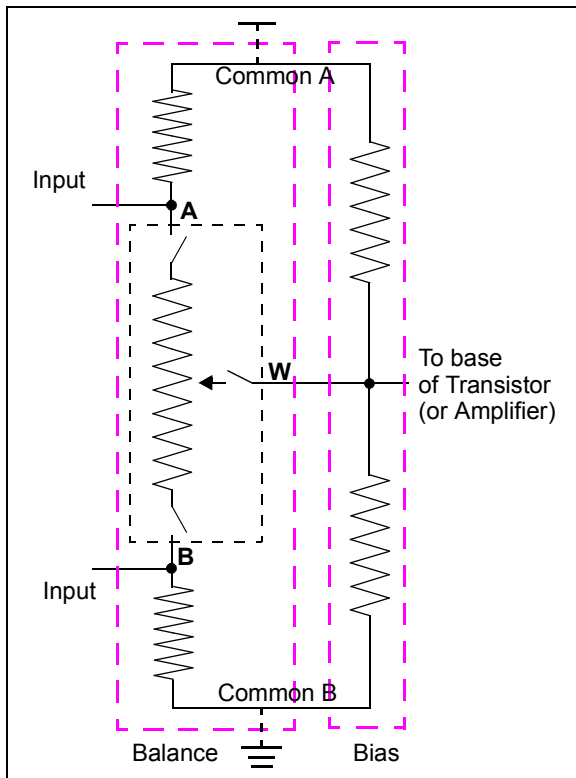 Common A
Input
A
W
To base
of Transistor
(or Amplifier)
B
Input
Common B
Balance
Bias